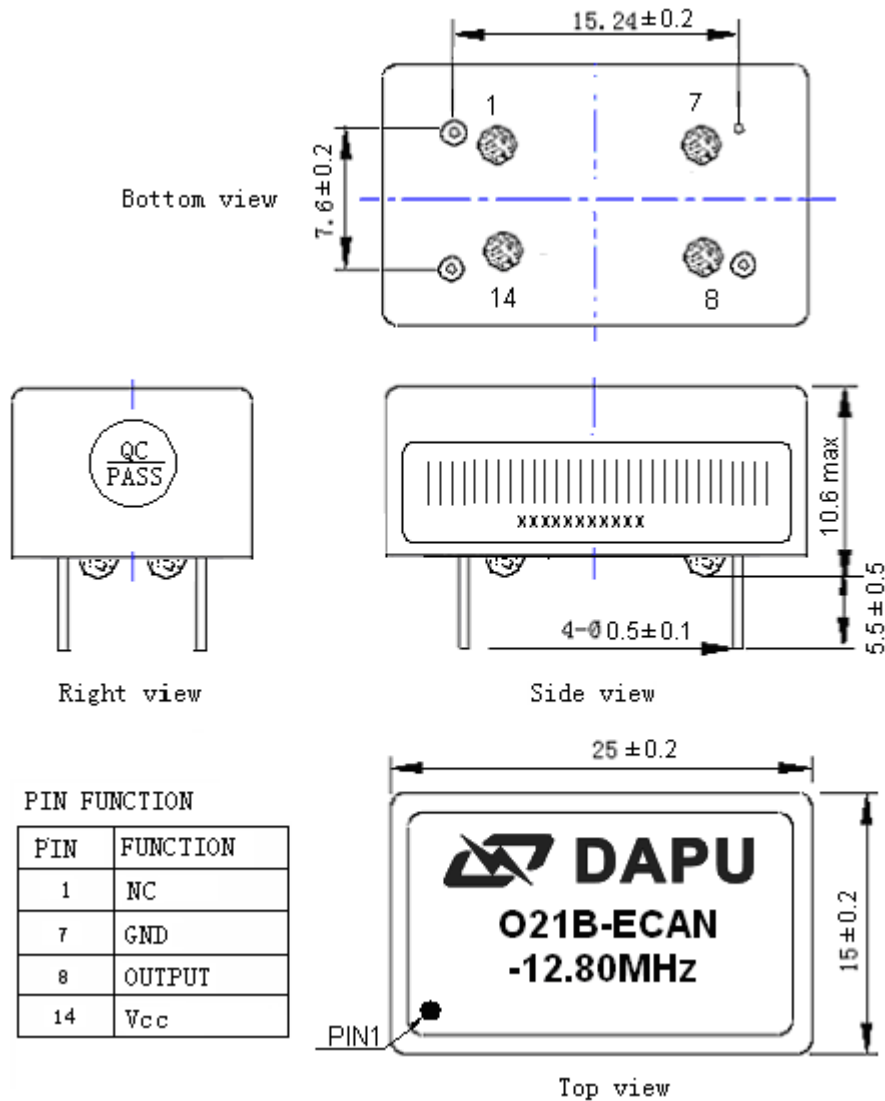 15.24±0.2
1 7
7.6±0.2
Bottom view
14 8
QC
PASS
xxxxxxxxxxx
10.6 max
5.5±0.5
4-Ø0.5±0.1
Right view
Side view
25±0.2
PIN FUNCTION
PIN FUNCTION
1 NC
7 GND
8 OUTPUT
14 Vcc
DAPU
O21B-ECAN
-12.80MHz
15±0.2
PIN1
Top view